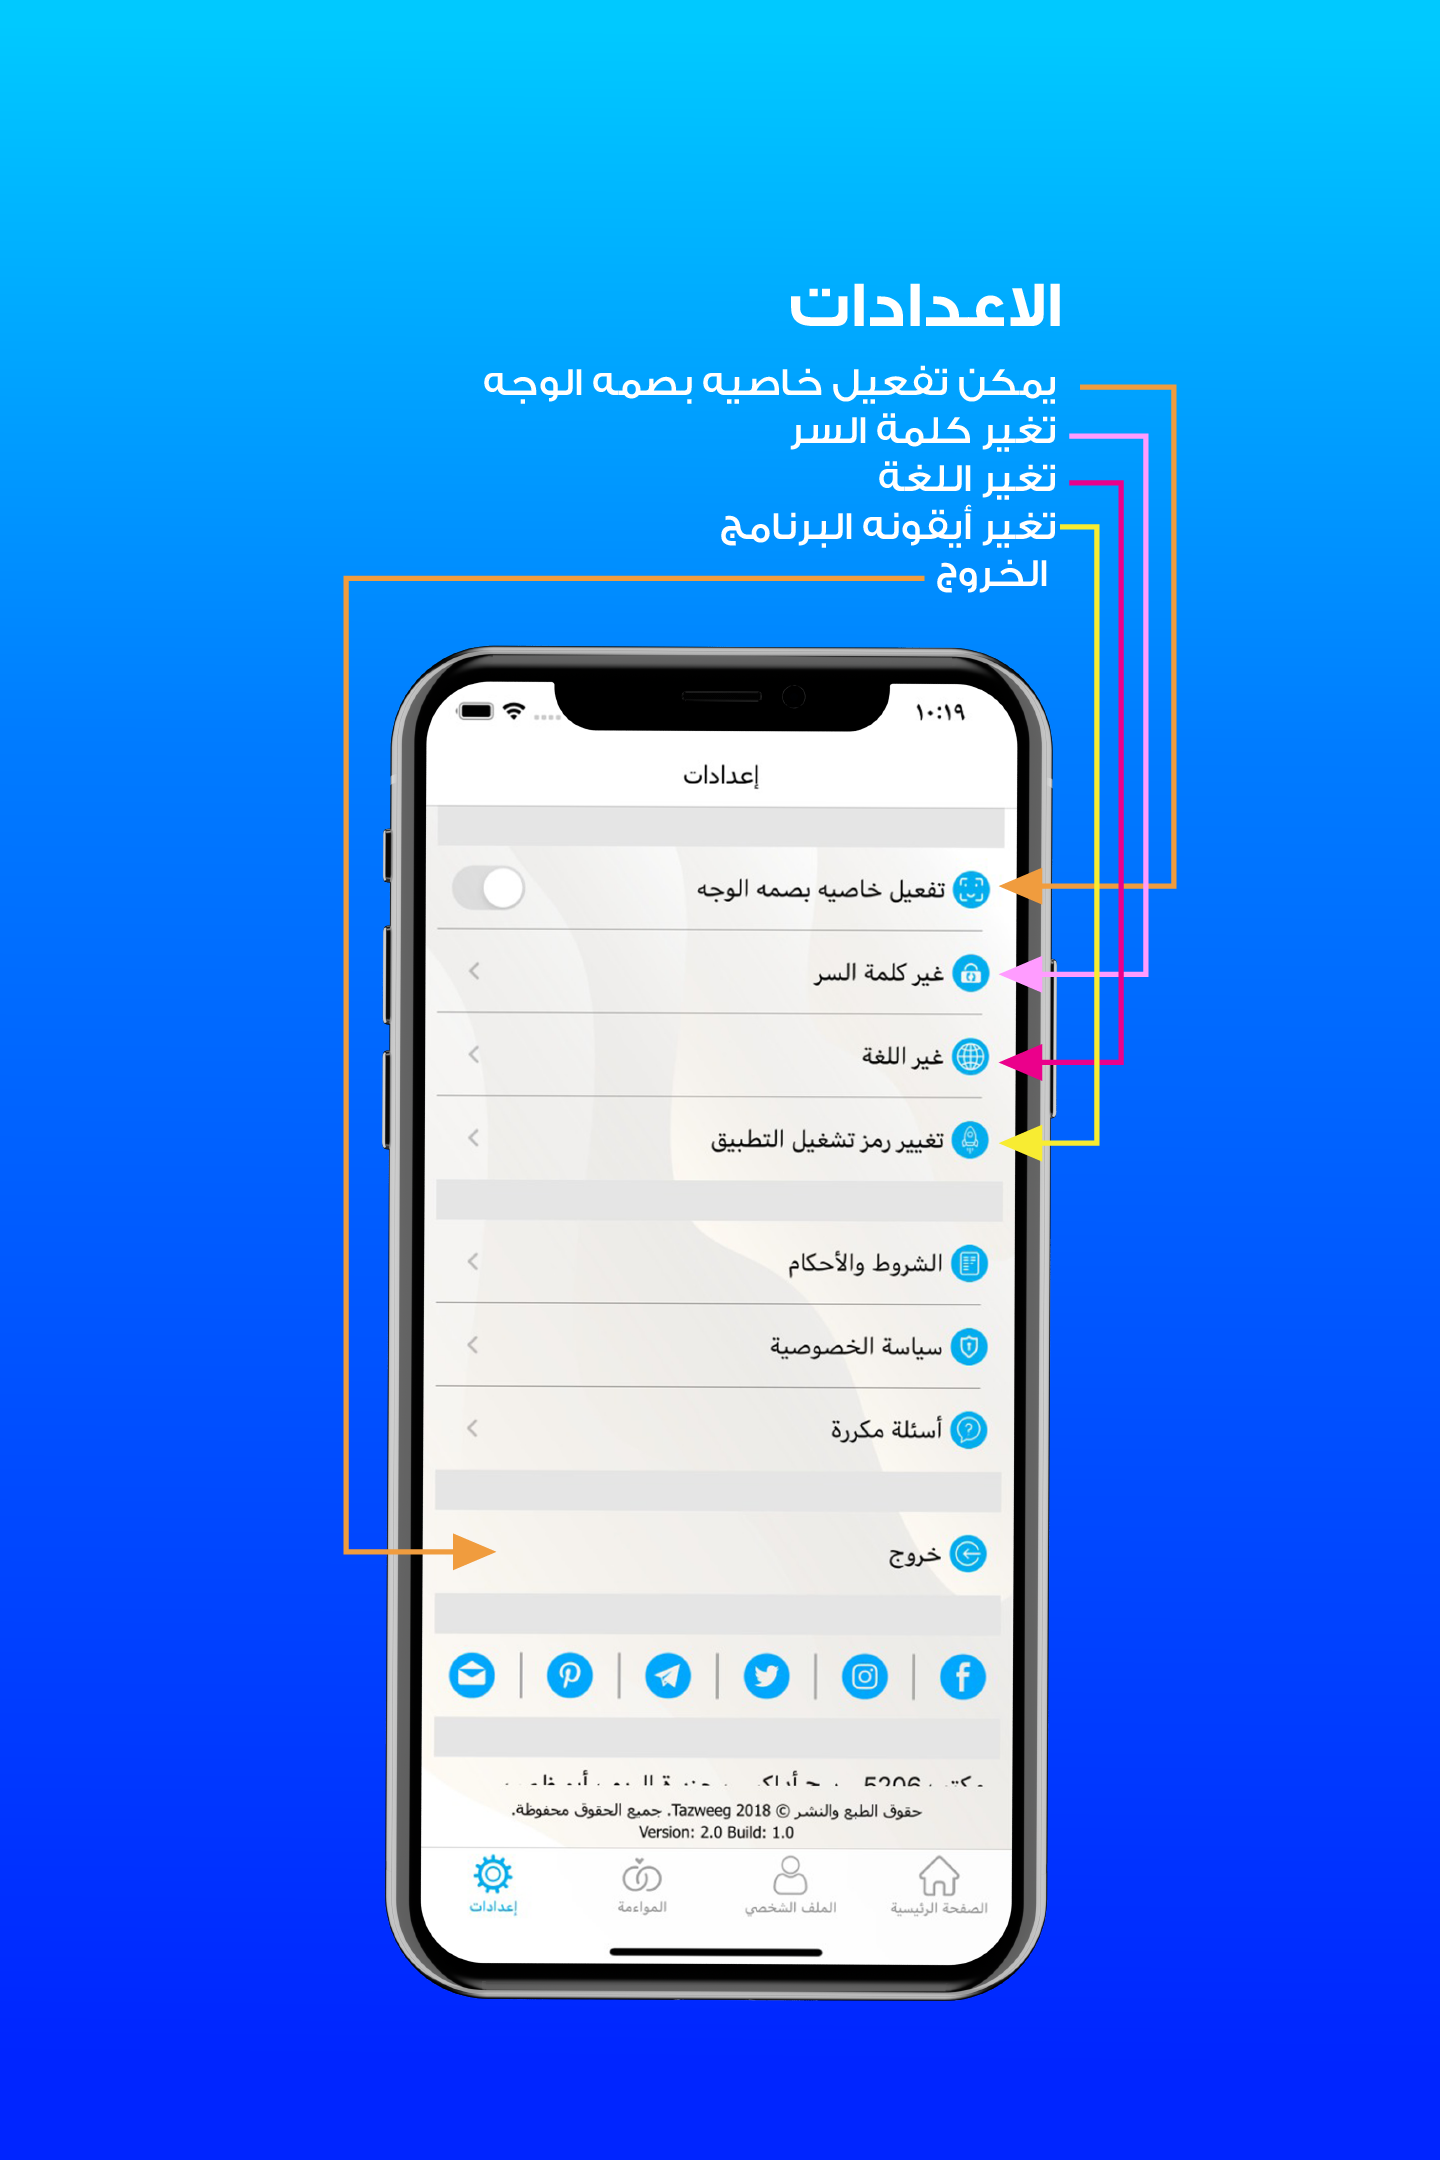 الاعدادات
يمكن تفعيل خاصيه بصمه الوجه
تغير كلمة السر
تغير اللغة
تغير أيقونه البرنامج
الخروج
١٠:١٩
إعدادات
تفعيل خاصيه بصمه الوجه
غير كلمة السر
غير اللغة
تغيير رمز تشغيل التطبيق
الشروط والأحكام
سياسة الخصوصية
أسئلة مكررة
خروج
مكتب 5206
حقوق الطبع والنشر © 2018 Tazweeg. جميع الحقوق محفوظة.
Version: 2.0 Build: 1.0
الصفحة الرئيسية
الملف الشخصي
المواءمة
إعدادات